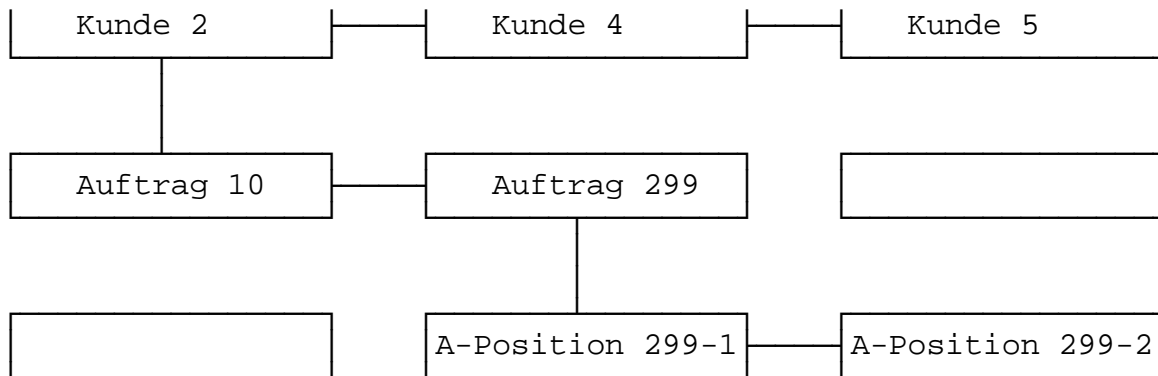 Kunde 2 Kunde 4 Kunde 5
Auftrag 10 Auftrag 299
A-Position 299-1 A-Position 299-2